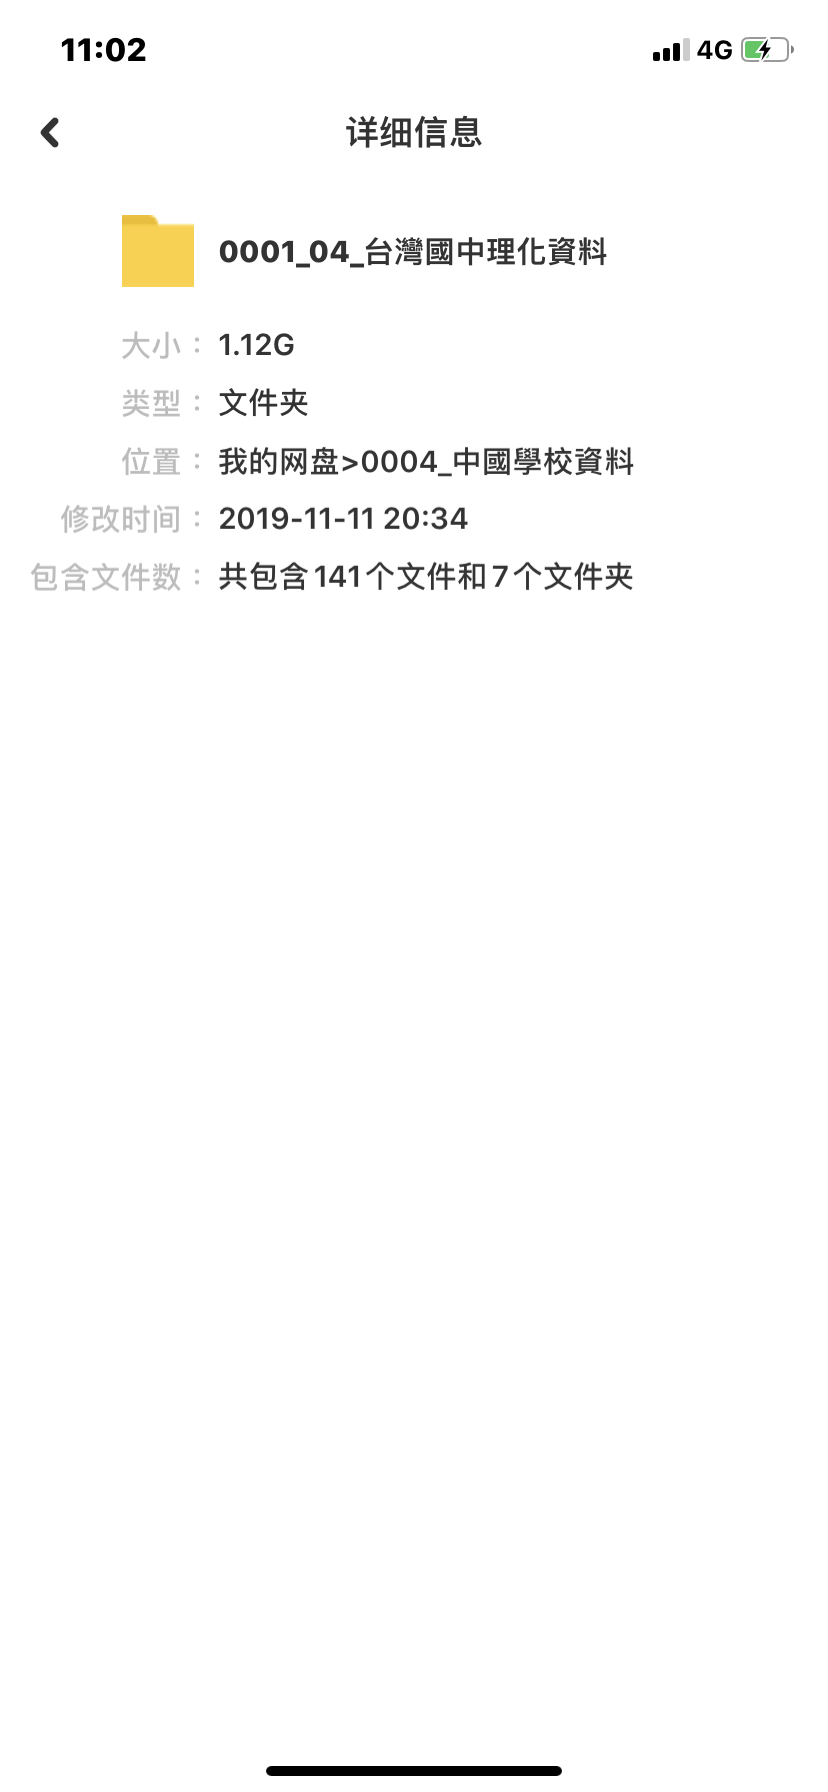 11:02
4G
详细信息
0001_04_台灣國中理化資料
大小：1.12G
类型：文件夹
位置：我的网盘>0004_中國學校資料
修改时间：2019-11-11 20:34
包含文件数：共包含141个文件和7个文件夹